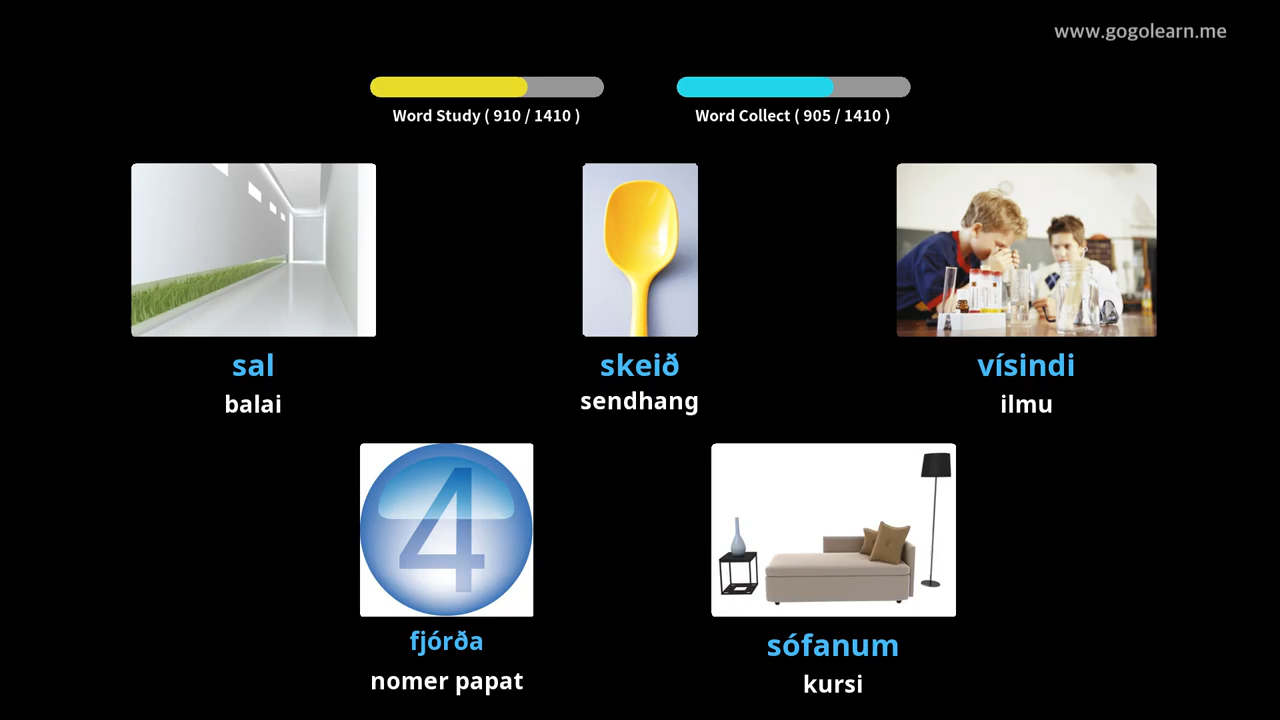 www.gogolearn.me
Word Study ( 910 / 1410 )
Word Collect ( 905 / 1410 )
sal
balai
skeið
sendhang
vísindi
ilmu
4
fjórða
nomer papat
sófanum
kursi